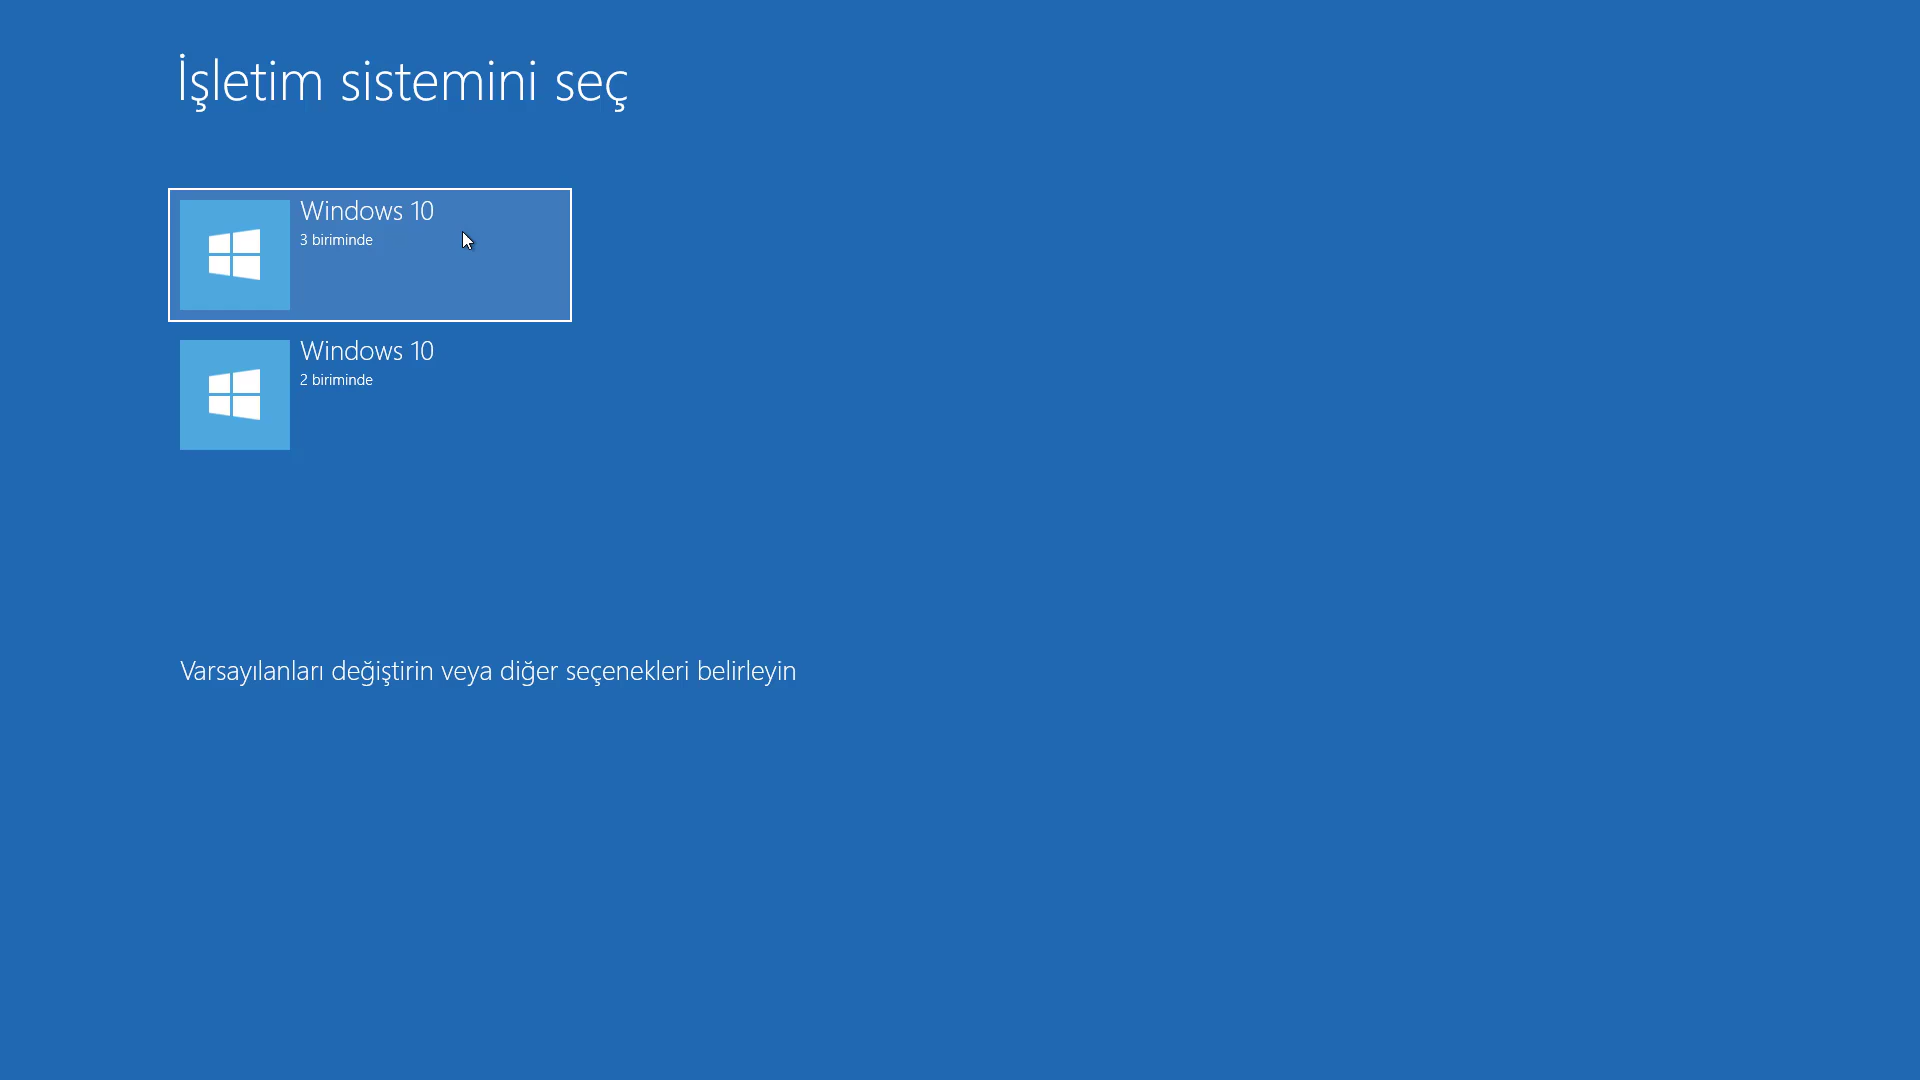 İşletim sistemini seç
Windows 10
3 biriminde
Windows 10
2 biriminde
Varsayılanları değiştirin veya diğer seçenekleri belirleyin